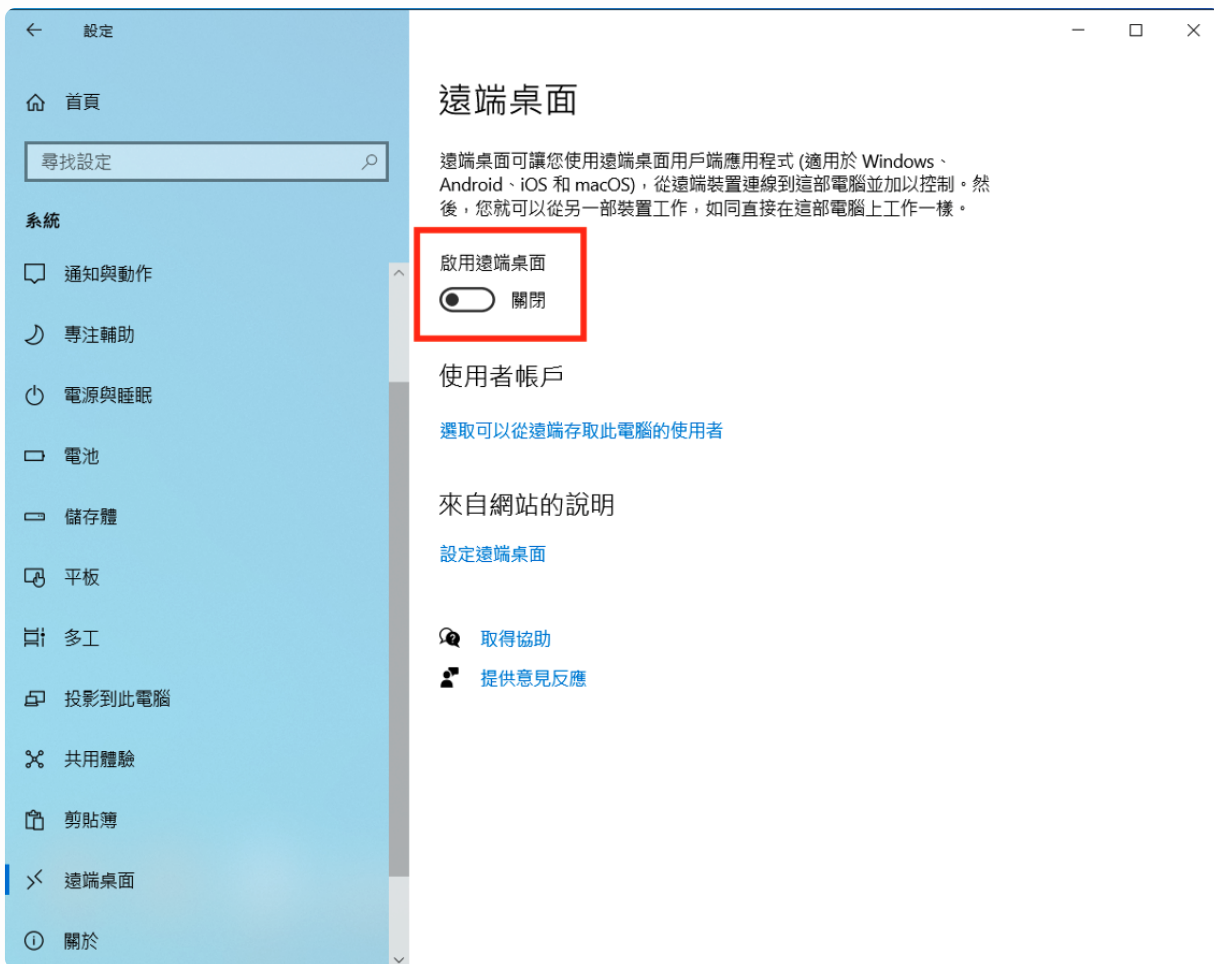 設定
首頁
尋找設定
系統
通知與動作
專注輔助
電源與睡眠
電池
儲存體
平板
多工
投影到此電腦
共用體驗
剪貼簿
遠端桌面
關於
遠端桌面
遠端桌面可讓您使用遠端桌面用戶端應用程式 (適用於 Windows、
Android、iOS 和 macOS)，從遠端裝置連線到這部電腦並加以控制。然
後，您就可以從另一部裝置工作，如同直接在這部電腦上工作一樣。
啟用遠端桌面
關閉
使用者帳戶
選取可以從遠端存取此電腦的使用者
來自網站的說明
設定遠端桌面
取得協助
提供意見反應